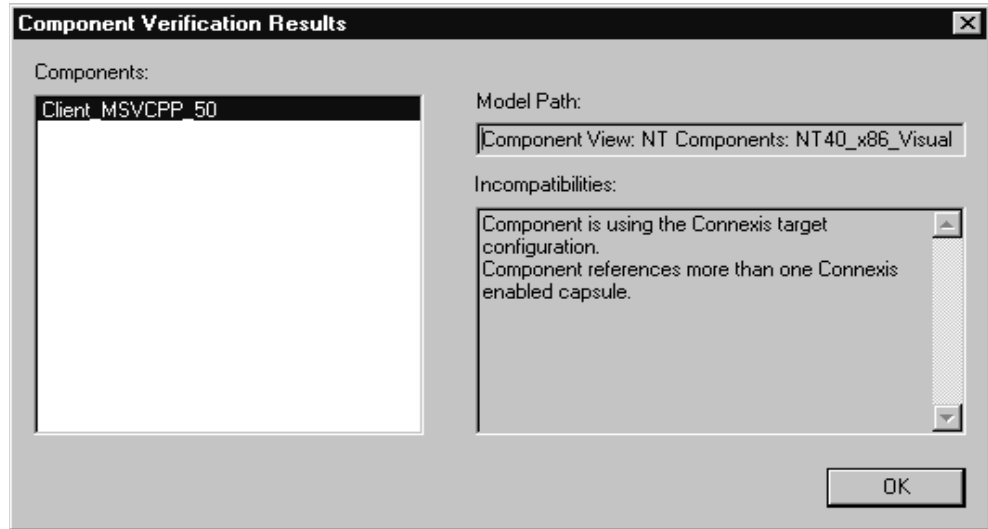 Component Verification Results
Components:
Client_MSVCPP_50
Model Path:
Component View: NT Components: NT40_x86_Visual
Incompatibilities:
Component is using the Connexis target
configuration.
Component references more than one Connexis
enabled capsule.
OK